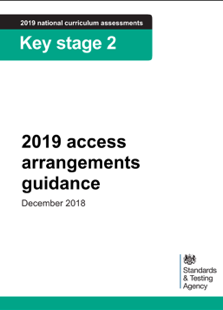 2019 national curriculum assessments
Key stage 2
2019 access
arrangements
guidance
December 2018
Standards
& Testing
Agency